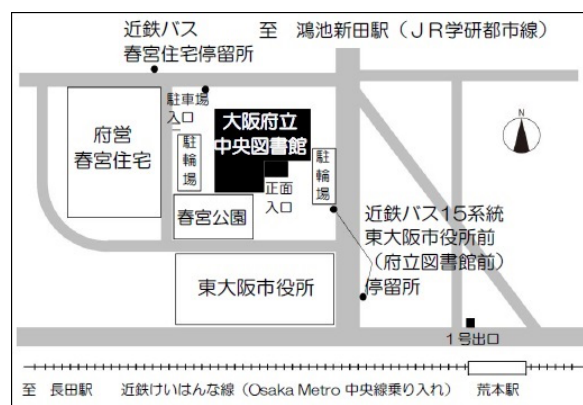 近鉄バス
春宮住宅停留所
至 鴻池新田駅（ＪＲ学研都市線）
駐車場
入口
大阪府立
中央図書館
N
府営
春宮住宅
駐輪場
駐輪場
正面
入口
春宮公園
近鉄バス15系統
東大阪市役所前
（府立図書館前）
停留所
東大阪市役所
１号出口
至 長田駅 近鉄けいはんな線（Osaka Metro 中央線乗り入れ） 荒本駅